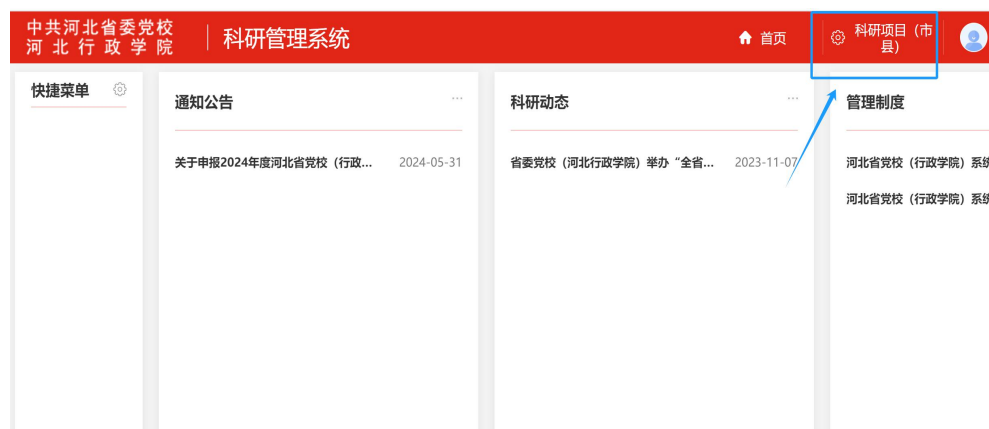 中共河北省委党校
河北行政学院
科研管理系统
首页
科研项目（市
县）
快捷菜单
通知公告
...
科研动态
...
管理制度
关于申报2024年度河北省党校（行政... 2024-05-31
省委党校（河北行政学院）举办“全省... 2023-11-07
河北省党校（行政学院）系统
河北省党校（行政学院）系统